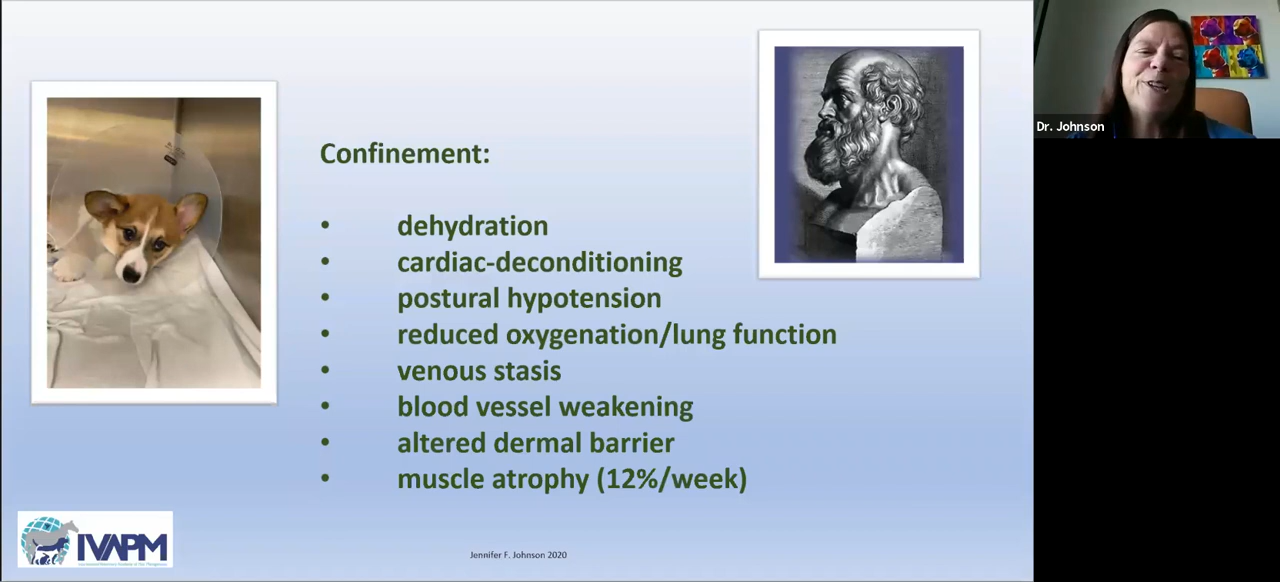 Confinement:
• dehydration
• cardiac-deconditioning
• postural hypotension
• reduced oxygenation/lung function
• venous stasis
• blood vessel weakening
• altered dermal barrier
• muscle atrophy (12%/week)
IVAPM
Jennifer F. Johnson 2020
Dr. Johnson